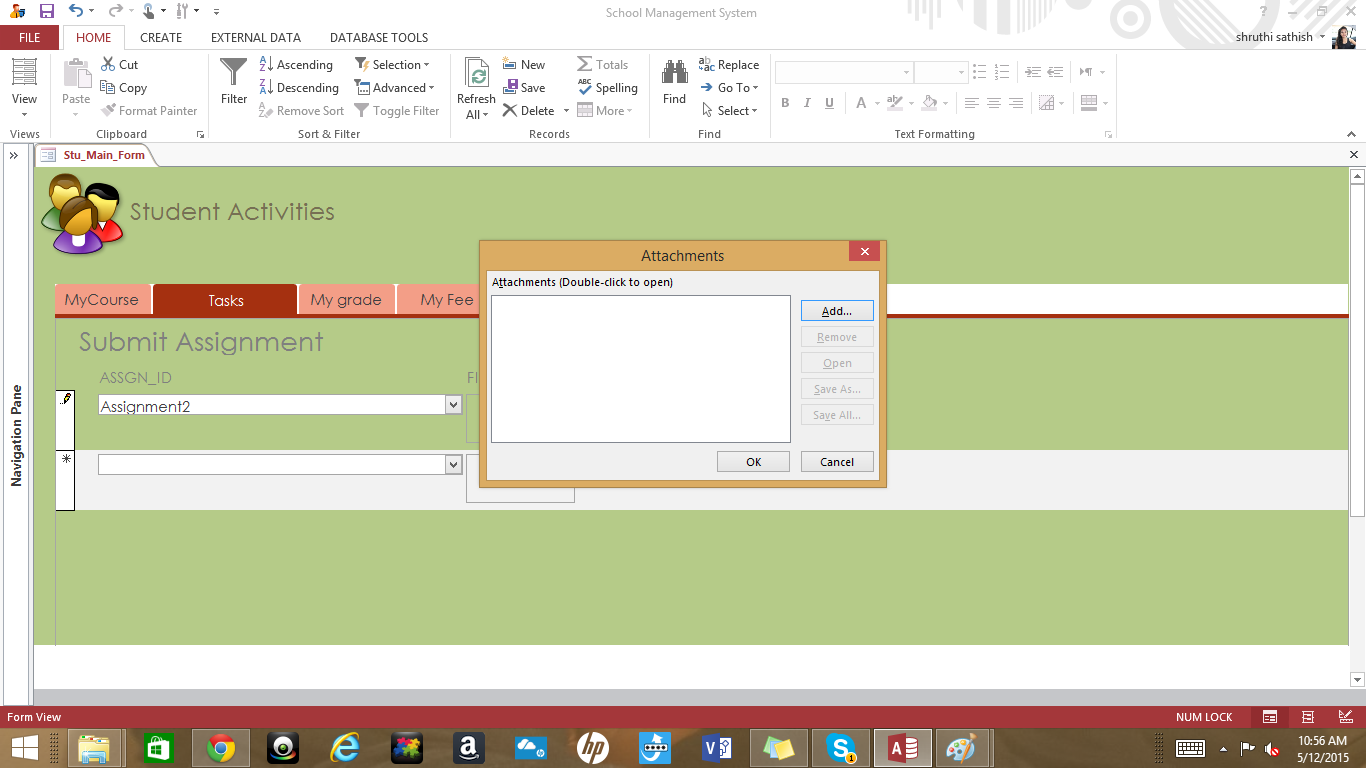 School Management System
?
FILE HOME CREATE EXTERNAL DATA DATABASE TOOLS shruthi sathish
View
Views
Paste
Cut
Copy
Format Painter
Clipboard
Filter
Ascending
Descending
Remove Sort
Selection
Advanced
Toggle Filter
Sort & Filter
Refresh
All
New
Save
Delete
Totals
Spelling
More
Records
Find
Replace
Go To
Select
Find
B I U A
Text Formatting
Stu_Main_Form
Navigation Pane
Student Activities
MyCourse Tasks My grade My Fee
Submit Assignment
ASSGN_ID
Assignment2
Attachments
Attachments (Double-click to open)
Add...
Remove
Open
Save As...
Save All...
OK Cancel
Form View NUM LOCK
10:56 AM
5/12/2015